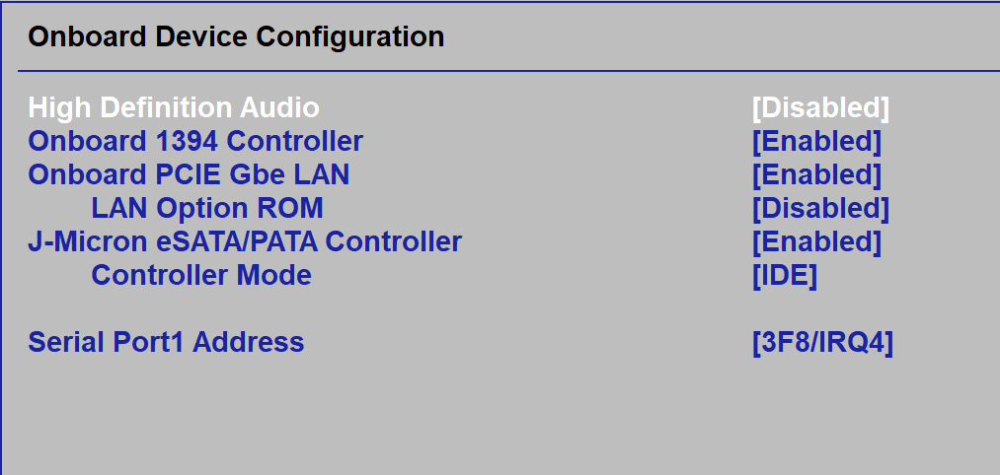 Onboard Device Configuration
High Definition Audio [Disabled]
Onboard 1394 Controller [Enabled]
Onboard PCIE Gbe LAN [Enabled]
LAN Option ROM [Disabled]
J-Micron eSATA/PATA Controller [Enabled]
Controller Mode [IDE]
Serial Port1 Address [3F8/IRQ4]